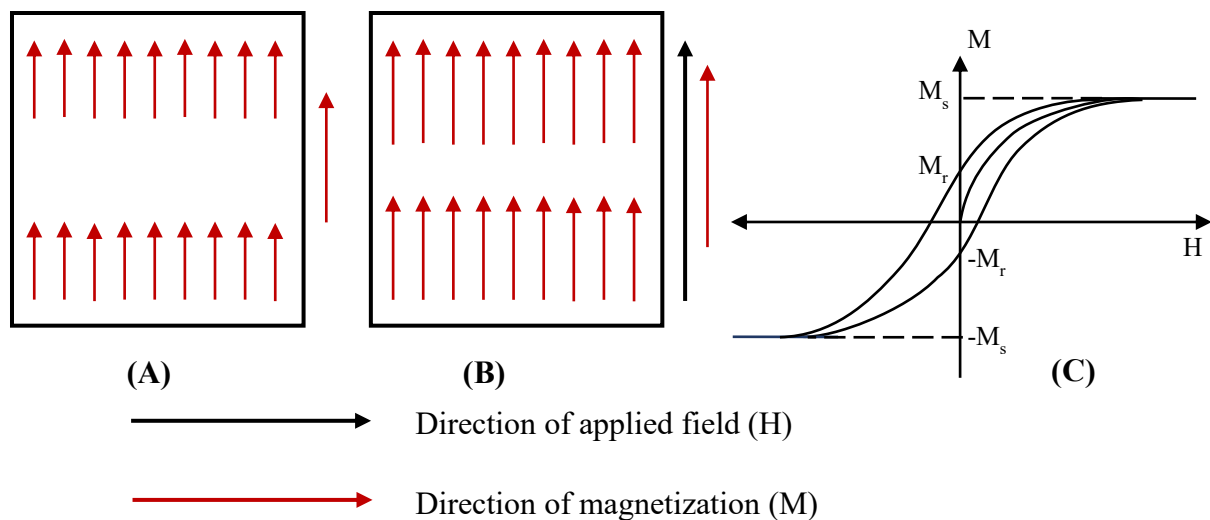 M
M_s
M_r
H
-M_r
-M_s
(A)
(B)
(C)
Direction of applied field (H)
Direction of magnetization (M)